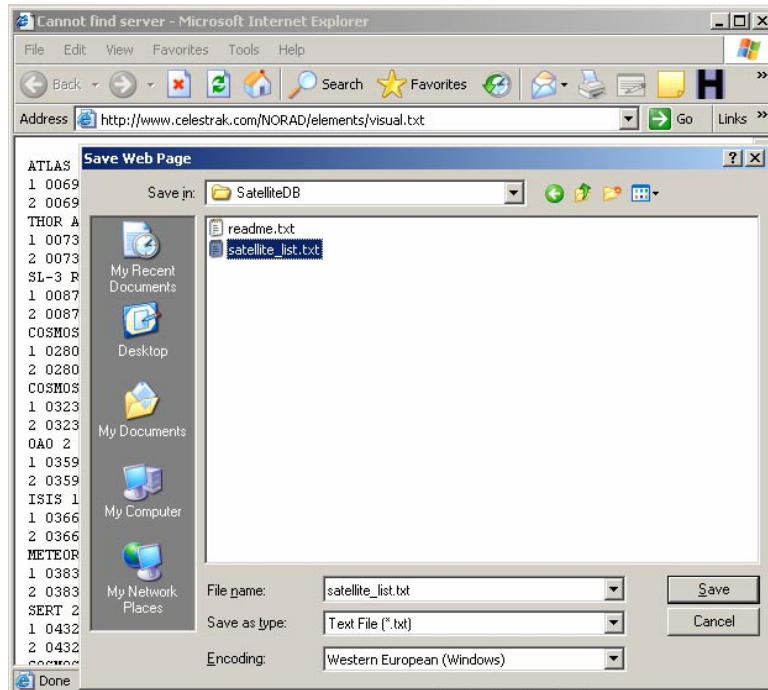 Cannot find server - Microsoft Internet Explorer
File Edit View Favorites Tools Help
Back Search Favorites »
Address http://www.celestrak.com/NORAD/elements/visual.txt Go Links »
ATLAS
1 0069
2 0069
THOR A
1 0073
2 0073
SL-3 R
1 0087
2 0087
COSMOS
1 0280
2 0280
COSMOS
1 0323
2 0323
OAO 2
1 0359
2 0359
ISIS 1
1 0366
2 0366
METEOR
1 0383
2 0383
SERT 2
1 0432
2 0432
COSMOS
Save Web Page
Save in: SatelliteDB
My Recent
Documents
Desktop
My Documents
My Computer
My Network
Places
readme.txt
satellite_list.txt
File name: satellite_list.txt Save
Save as type: Text File (*.txt) Cancel
Encoding: Western European (Windows)
Done